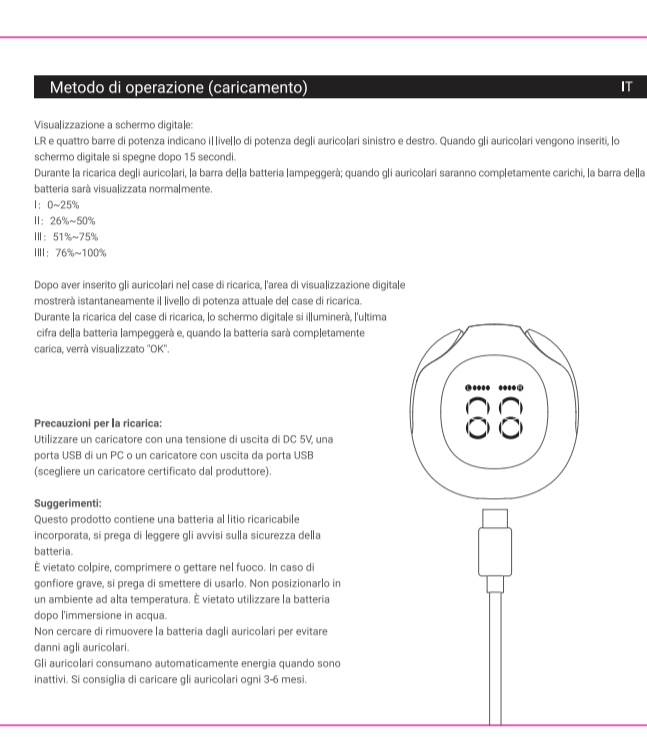 Metodo di operazione (caricamento)
IT
Visualizzazione a schermo digitale:
LR e quattro barre di potenza indicano il livello di potenza degli auricolari sinistro e destro. Quando gli auricolari vengono inseriti, lo
schermo digitale si spegne dopo 15 secondi.
Durante la ricarica degli auricolari, la barra della batteria lampeggerà; quando gli auricolari saranno completamente carichi, la barra della
batteria sarà visualizzata normalmente.
I: 0~25%
II: 26%~50%
III: 51%~75%
IIII: 76%~100%
Dopo aver inserito gli auricolari nel case di ricarica, l'area di visualizzazione digitale
mostrerà istantaneamente il livello di potenza attuale del case di ricarica.
Durante la ricarica del case di ricarica, lo schermo digitale si illuminerà, l'ultima
cifra della batteria lampeggerà e, quando la batteria sarà completamente
carica, verrà visualizzato "OK".
Precauzioni per la ricarica:
Utilizzare un caricatore con una tensione di uscita di DC 5V, una
porta USB di un PC o un caricatore con uscita da porta USB
(scegliere un caricatore certificato dal produttore).
Suggerimenti:
Questo prodotto contiene una batteria al litio ricaricabile
incorporata, si prega di leggere gli avvisi sulla sicurezza della
batteria.
È vietato colpire, comprimere o gettare nel fuoco. In caso di
gonfiore grave, si prega di smettere di usarlo. Non posizionarlo in
un ambiente ad alta temperatura. È vietato utilizzare la batteria
dopo l'immersione in acqua.
Non cercare di rimuovere la batteria dagli auricolari per evitare
danni agli auricolari.
Gli auricolari consumano automaticamente energia quando sono
inattivi. Si consiglia di caricare gli auricolari ogni 3-6 mesi.
L R
88